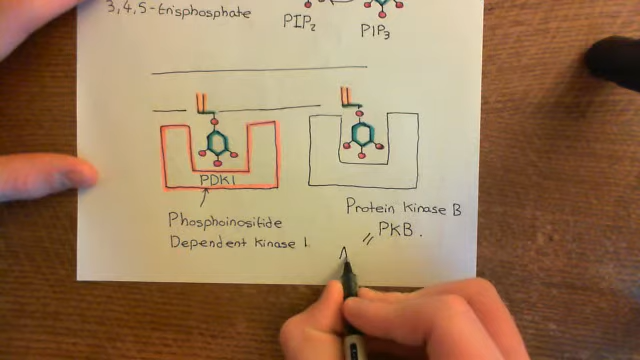 3,4,5-trisphosphate
PIP2
PIP3
PDK1
Phosphoinositide
Dependent Kinase 1
Protein Kinase B
= PKB.